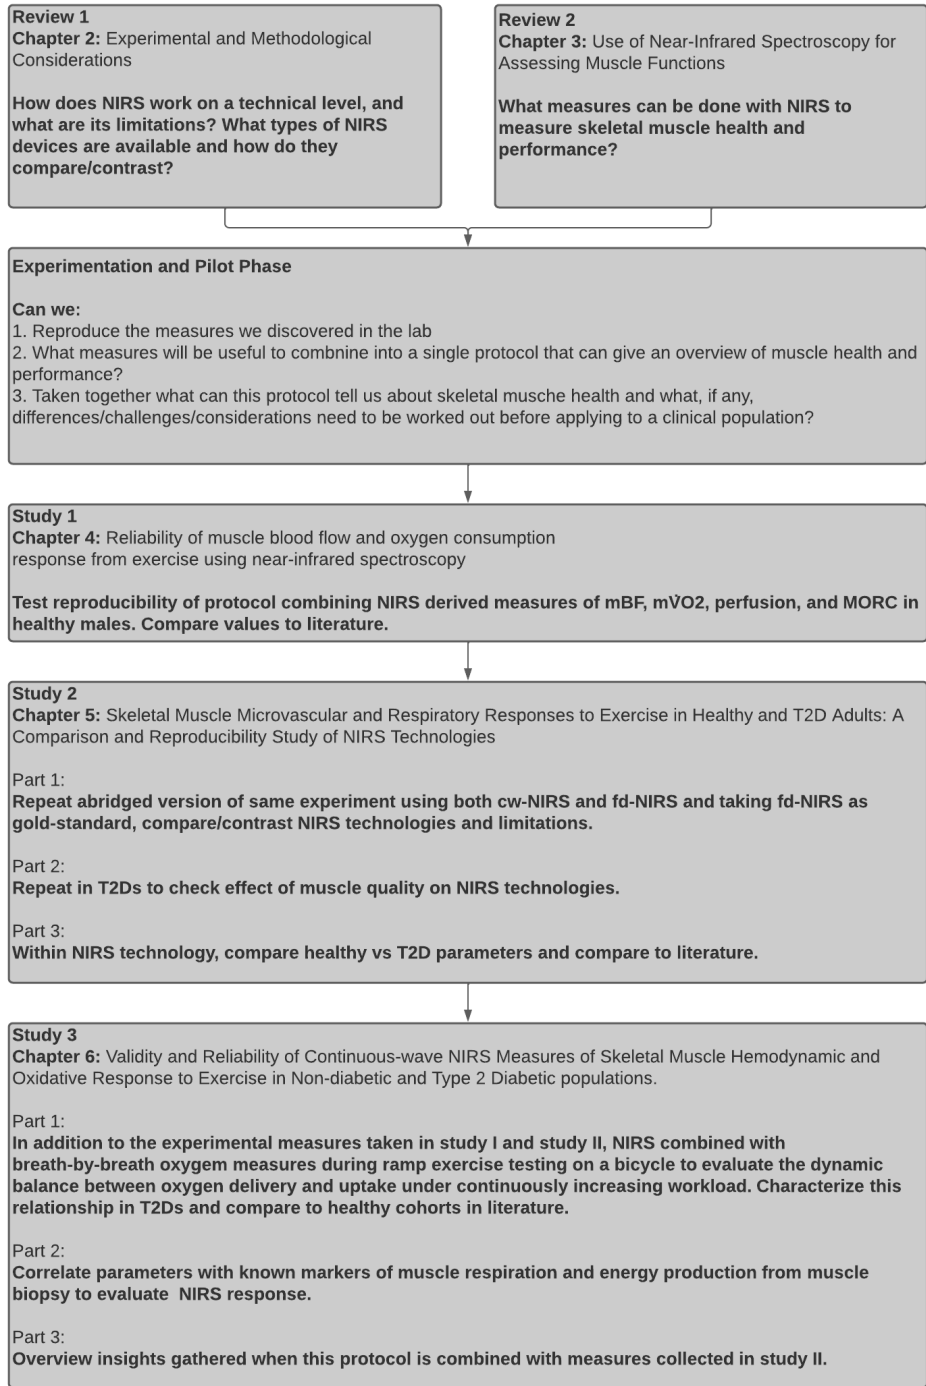 Review 1
Chapter 2: Experimental and Methodological
Considerations
How does NIRS work on a technical level, and
what are its limitations? What types of NIRS
devices are available and how do they
compare/contrast?
Review 2
Chapter 3: Use of Near-Infrared Spectroscopy for
Assessing Muscle Functions
What measures can be done with NIRS to
measure skeletal muscle health and
performance?
Experimentation and Pilot Phase
Can we:
1. Reproduce the measures we discovered in the lab
2. What measures will be useful to combnine into a single protocol that can give an overview of muscle health and
performance?
3. Taken together what can this protocol tell us about skeletal musche health and what, if any,
differences/challenges/considerations need to be worked out before applying to a clinical population?
Study 1
Chapter 4: Reliability of muscle blood flow and oxygen consumption
response from exercise using near-infrared spectroscopy
Test reproducibility of protocol combining NIRS derived measures of mBF, mV̇O2, perfusion, and MORC in
healthy males. Compare values to literature.
Study 2
Chapter 5: Skeletal Muscle Microvascular and Respiratory Responses to Exercise in Healthy and T2D Adults: A
Comparison and Reproducibility Study of NIRS Technologies
Part 1:
Repeat abridged version of same experiment using both cw-NIRS and fd-NIRS and taking fd-NIRS as
gold-standard, compare/contrast NIRS technologies and limitations.
Part 2:
Repeat in T2Ds to check effect of muscle quality on NIRS technologies.
Part 3:
Within NIRS technology, compare healthy vs T2D parameters and compare to literature.
Study 3
Chapter 6: Validity and Reliability of Continuous-wave NIRS Measures of Skeletal Muscle Hemodynamic and
Oxidative Response to Exercise in Non-diabetic and Type 2 Diabetic populations.
Part 1:
In addition to the experimental measures taken in study I and study II, NIRS combined with
breath-by-breath oxygem measures during ramp exercise testing on a bicycle to evaluate the dynamic
balance between oxygen delivery and uptake under continuously increasing workload. Characterize this
relationship in T2Ds and compare to healthy cohorts in literature.
Part 2:
Correlate parameters with known markers of muscle respiration and energy production from muscle
biopsy to evaluate  NIRS response.
Part 3:
Overview insights gathered when this protocol is combined with measures collected in study II.